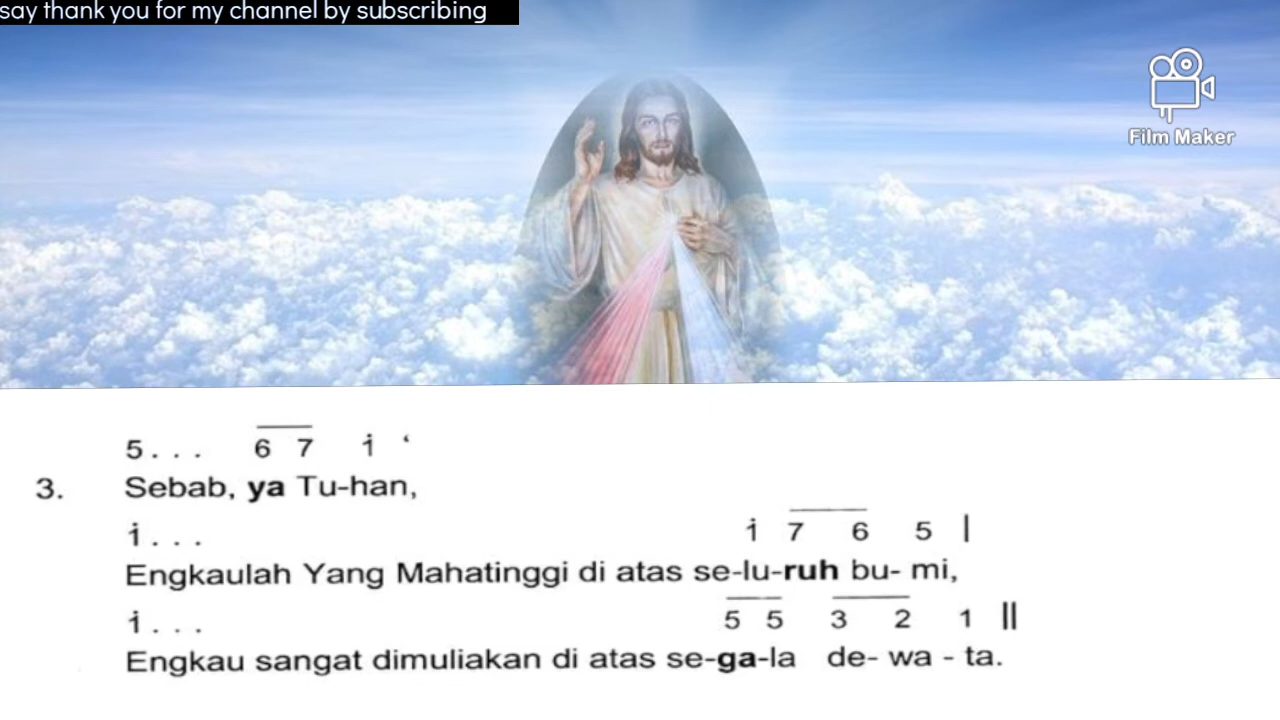 say thank you for my channel by subscribing
Film Maker
5 . . . 6 7 i ‘
3. Sebab, ya Tu-han,
i . . . i 7 6 5 |
Engkaulah Yang Mahatinggi di atas se-lu-ruh bu- mi,
i . . . 5 5 3 2 1 ||
Engkau sangat dimuliakan di atas se-ga-la de- wa - ta.